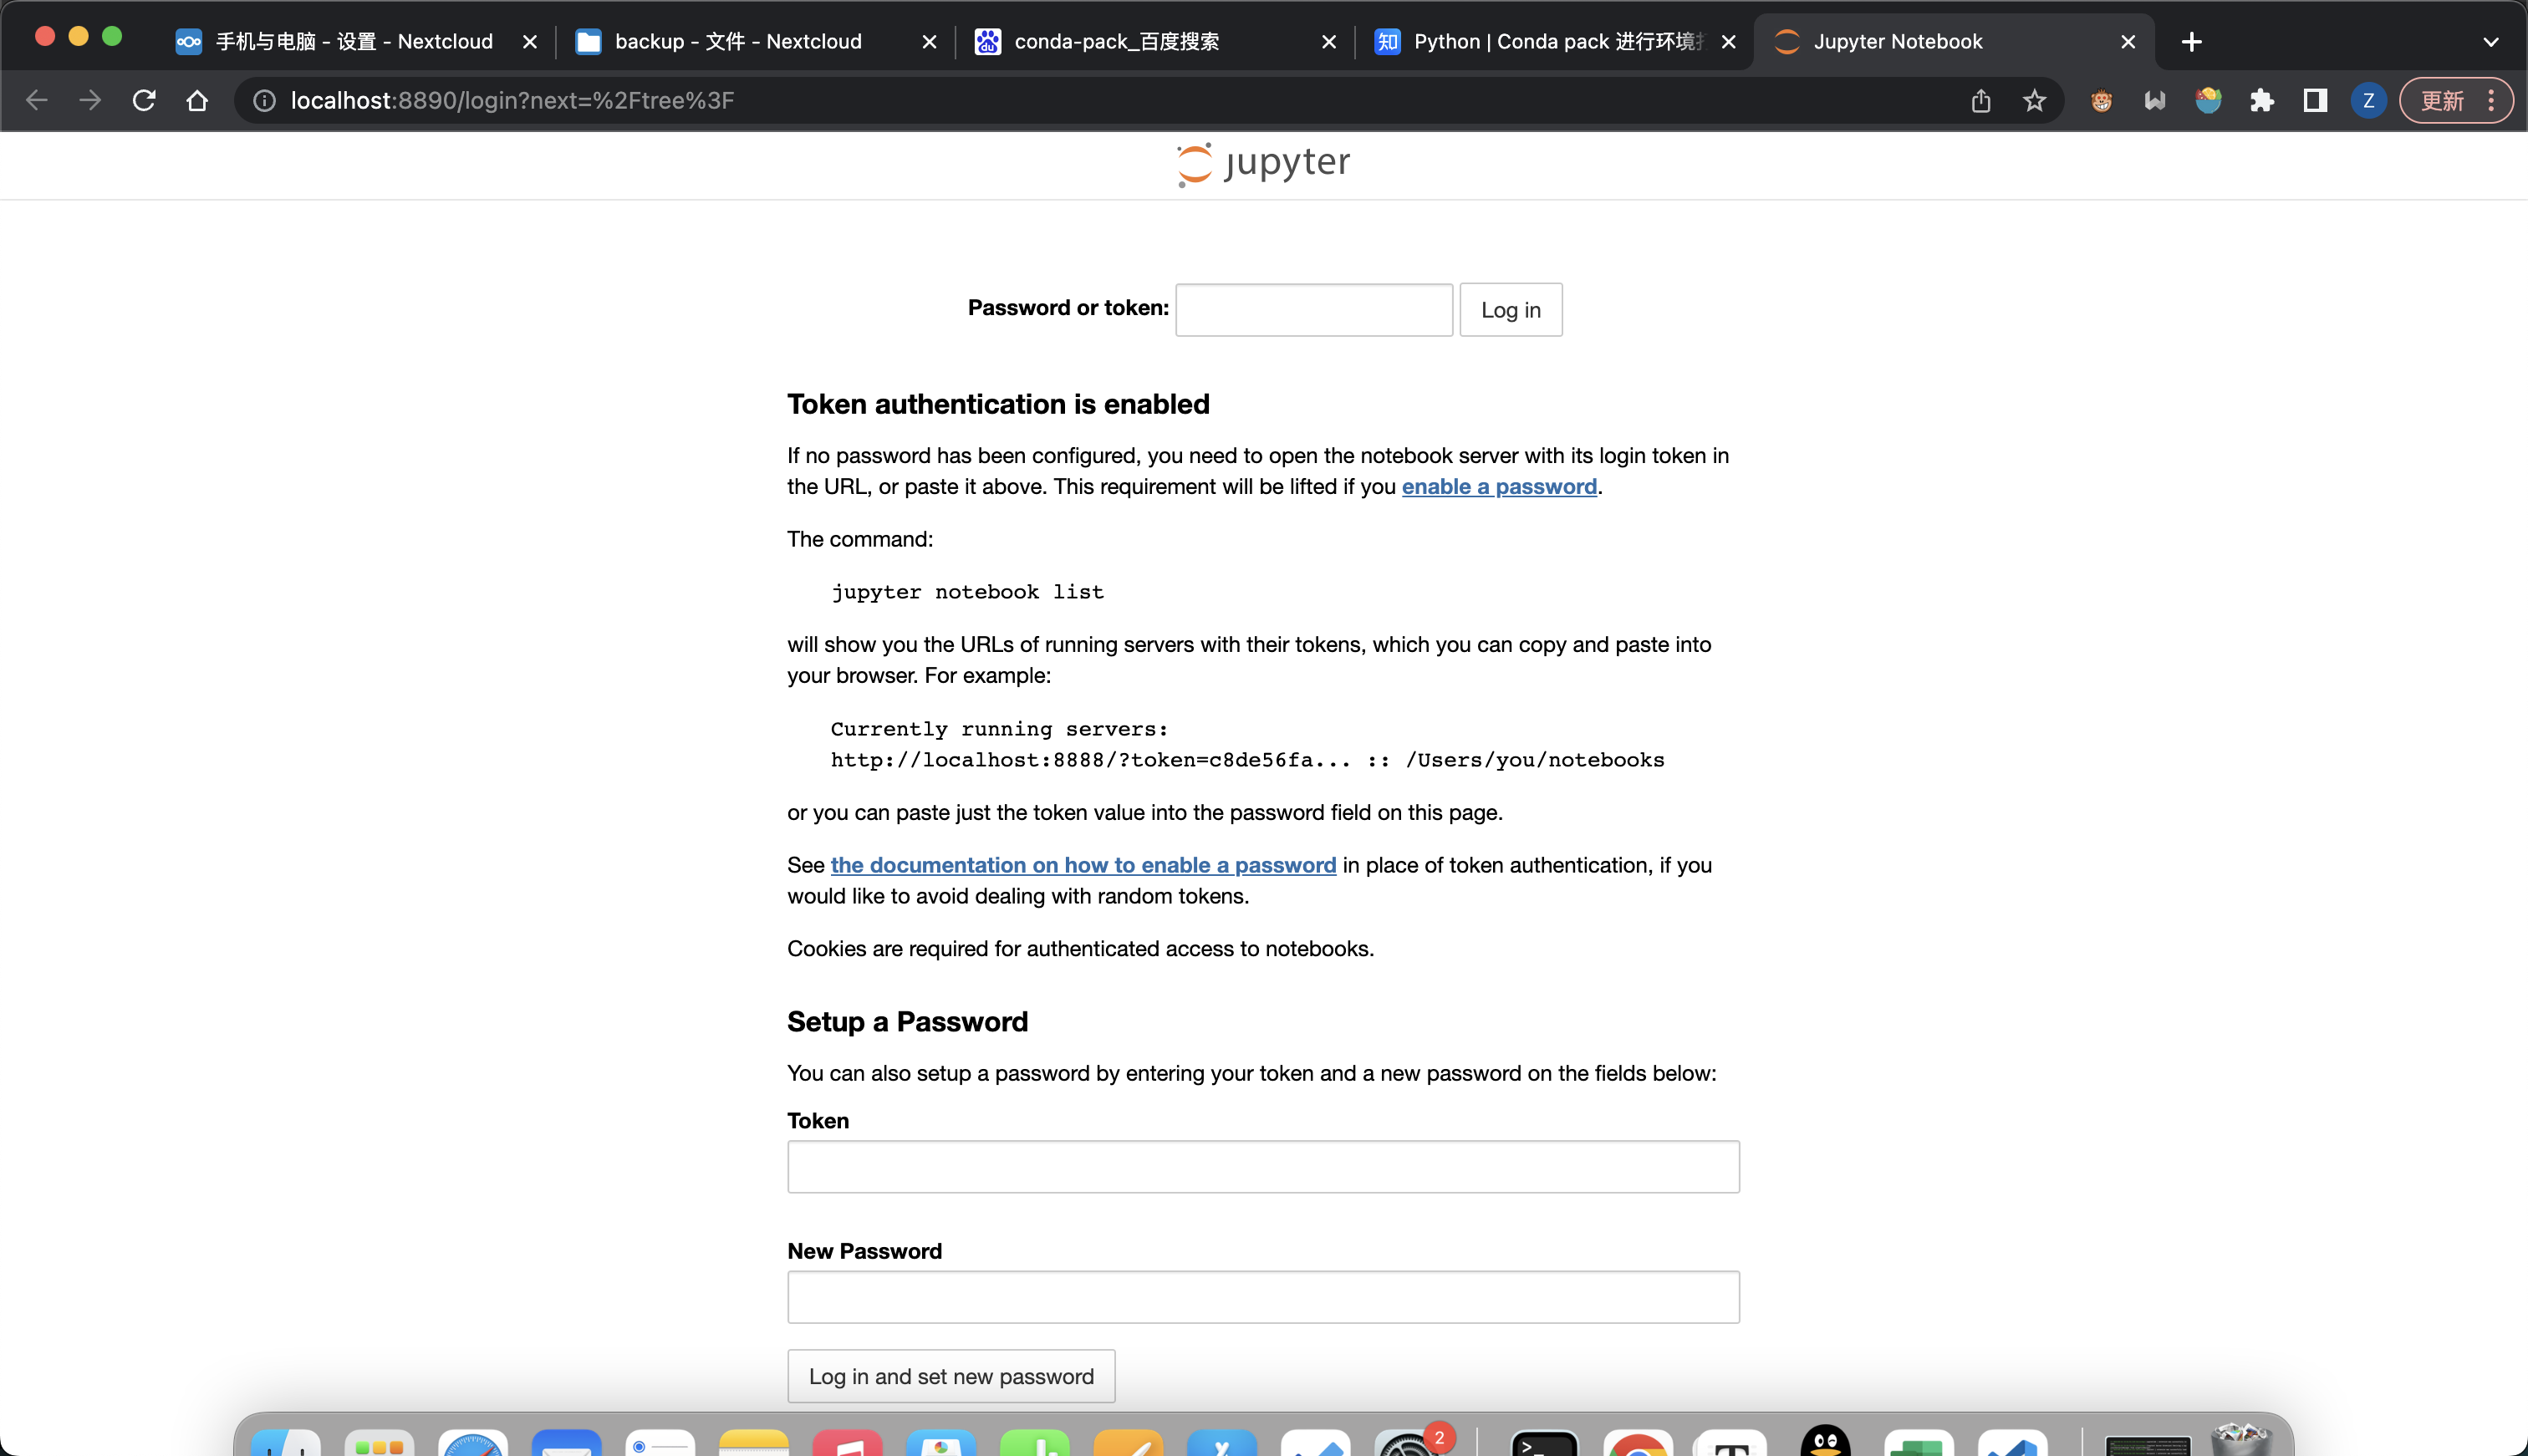 手机与电脑 - 设置 - Nextcloud
backup - 文件 - Nextcloud
conda-pack_百度搜索
知
Python | Conda pack 进行环境
Jupyter Notebook
localhost:8890/login?next=%2Ftree%3F
Z
更新
jupyter
Password or token:
Log in
Token authentication is enabled
If no password has been configured, you need to open the notebook server with its login token in
the URL, or paste it above. This requirement will be lifted if you enable a password.
The command:
jupyter notebook list
will show you the URLs of running servers with their tokens, which you can copy and paste into
your browser. For example:
Currently running servers:
http://localhost:8888/?token=c8de56fa... :: /Users/you/notebooks
or you can paste just the token value into the password field on this page.
See the documentation on how to enable a password in place of token authentication, if you
would like to avoid dealing with random tokens.
Cookies are required for authenticated access to notebooks.
Setup a Password
You can also setup a password by entering your token and a new password on the fields below:
Token
New Password
Log in and set new password
2